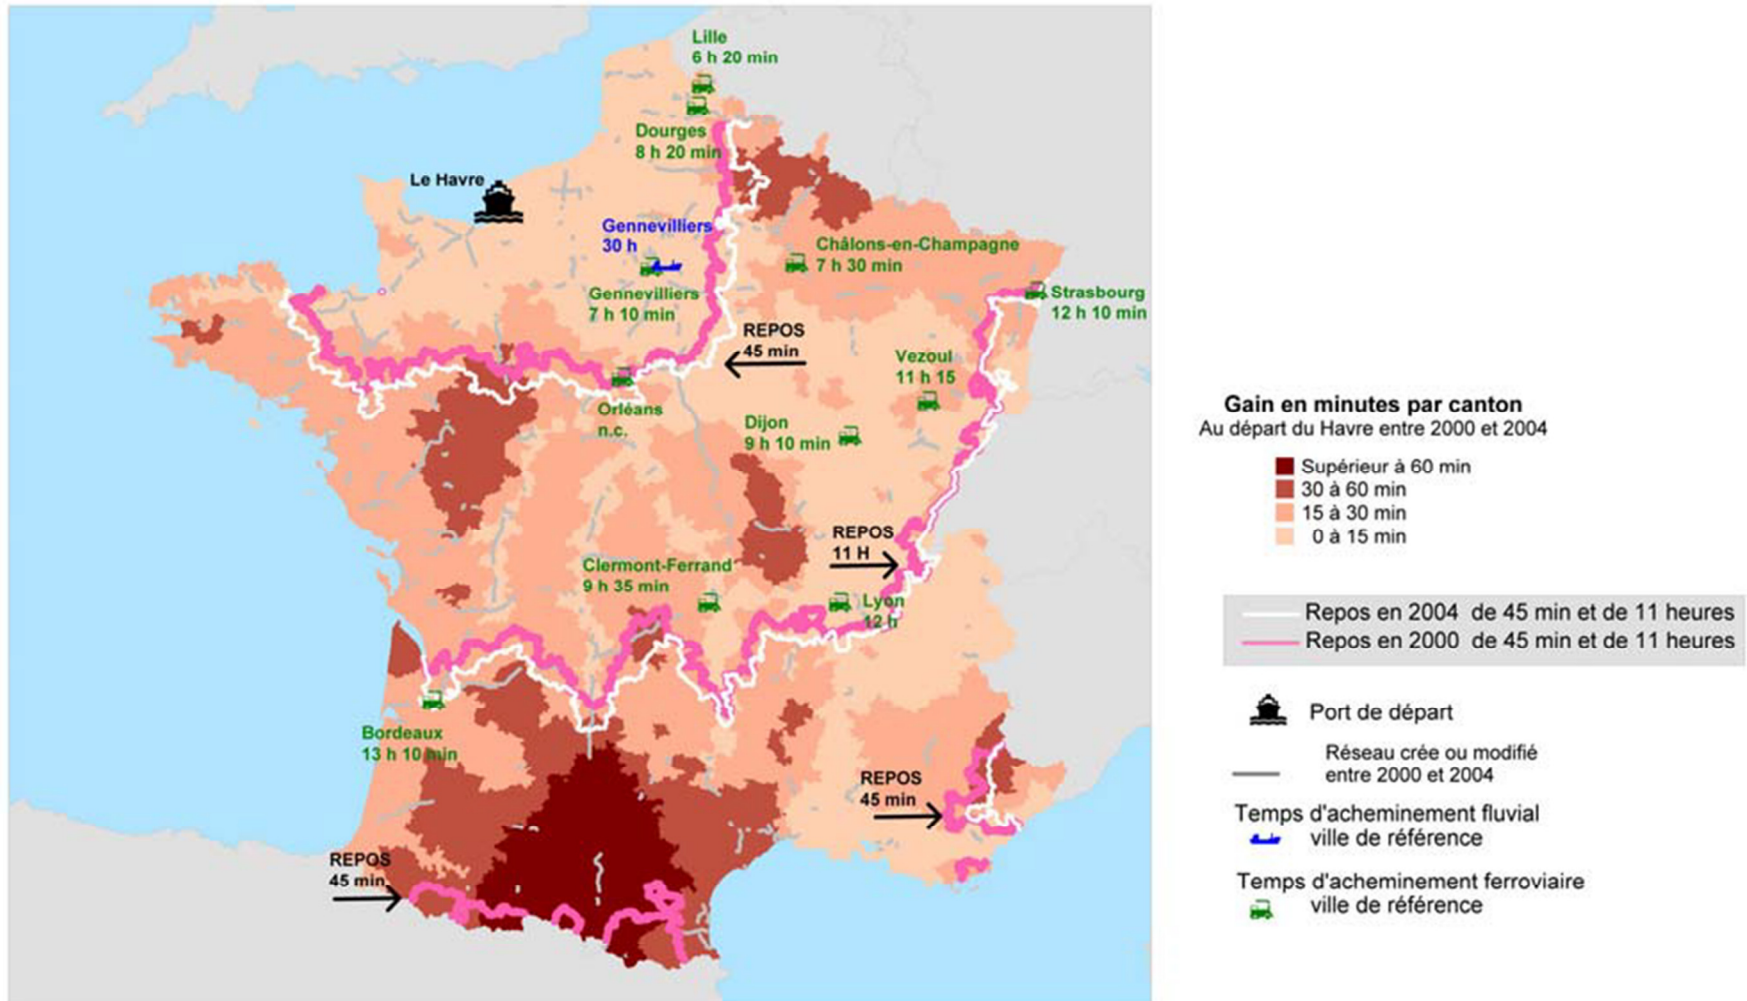 Lille
6 h 20 min
Dourges
8 h 20 min
Le Havre
Gennevilliers
30 h
Gennevilliers
7 h 10 min
Châlons-en-Champagne
7 h 30 min
Strasbourg
12 h 10 min
REPOS
45 min
Vezoul
11 h 15
Orléans
n.c.
Dijon
9 h 10 min
REPOS
11 H
Clermont-Ferrand
9 h 35 min
Lyon
12 h
Bordeaux
13 h 10 min
REPOS
45 min
REPOS
45 min
Gain en minutes par canton
Au départ du Havre entre 2000 et 2004
Supérieur à 60 min
30 à 60 min
15 à 30 min
0 à 15 min
Repos en 2004 de 45 min et de 11 heures
Repos en 2000 de 45 min et de 11 heures
Port de départ
Réseau crée ou modifié
entre 2000 et 2004
Temps d'acheminement fluvial
ville de référence
Temps d'acheminement ferroviaire
ville de référence